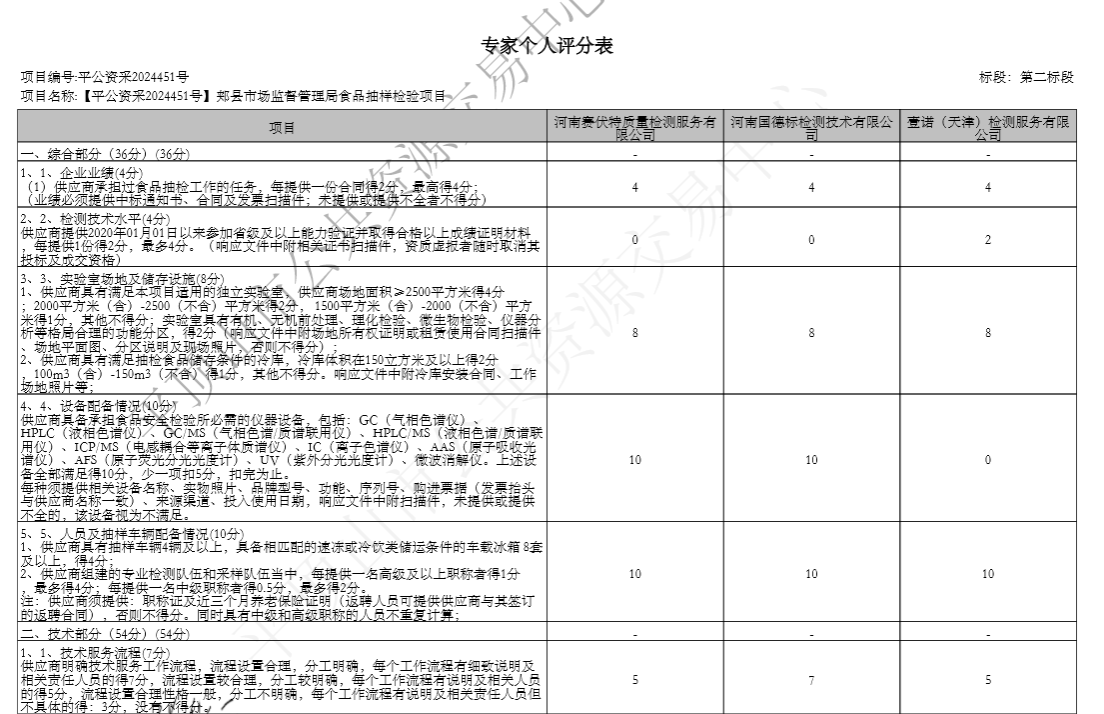 专家个人评分表
项目编号:平公资采2024451号
标段：第二标段
项目名称:【平公资采2024451号】郏县市场监督管理局食品抽样检验项目
项目
河南赛伏特质量检测服务有
限公司
河南国德标检测技术有限公
司
壹诺（天津）检测服务有限
公司
一、综合部分（36分）(36分)
-
-
-
1、1、企业业绩(4分)
（1）供应商承担过食品抽检工作的任务，每提供一份合同得2分，最高得4分；
（业绩必须提供中标通知书、合同及发票扫描件；未提供或提供不全者不得分）
4
4
4
2、2、检测技术水平(4分)
供应商提供2020年01月01日以来参加省级及以上能力验证并取得合格以上成绩证明材料
，每提供1份得2分，最多4分。（响应文件中附相关证书扫描件，资质虚报者随时取消其
投标及成交资格）
0
0
2
3、3、实验室场地及储存设施(8分)
1、供应商具有满足本项目适用的独立实验室，供应商场地面积≥2500平方米得4分
；2000平方米（含）-2500（不含）平方米得2分，1500平方米（含）-2000（不含）平方
米得1分，其他不得分；实验室具有有机、无机前处理、理化检验、微生物检验、仪器分
析等格局合理的功能分区，得2分（响应文件中附场地所有权证明或租赁使用合同扫描件
、场地平面图、分区说明及现场照片，否则不得分）；
2、供应商具有满足抽检食品储存条件的冷库，冷库体积在150立方米及以上得2分
，100m3（含）-150m3（不含）得1分，其他不得分。响应文件中附冷库安装合同、工作
场地照片等；
8
8
8
4、4、设备配备情况(10分)
供应商具备承担食品安全检验所必需的仪器设备，包括：GC（气相色谱仪）、
HPLC（液相色谱仪）、GC/MS（气相色谱/质谱联用仪）、HPLC/MS（液相色谱/质谱联
用仪）、ICP/MS（电感耦合等离子体质谱仪）、IC（离子色谱仪）、AAS（原子吸收光
谱仪）、AFS（原子荧光分光光度计）、UV（紫外分光光度计）、微波消解仪。上述设
备全部满足得10分，少一项扣5分，扣完为止。
每种须提供相关设备名称、实物照片、品牌型号、功能、序列号、购进票据（发票抬头
与供应商名称一致）、来源渠道、投入使用日期，响应文件中附扫描件，未提供或提供
不全的，该设备视为不满足。
10
10
0
5、5、人员及抽样车辆配备情况(10分)
1、供应商具有抽样车辆4辆及以上，具备相匹配的速冻或冷饮类储运条件的车载冰箱 8套
及以上，得4分；
2、供应商组建的专业检测队伍和采样队伍当中，每提供一名高级及以上职称者得1分
，最多得4分；每提供一名中级职称者得0.5分，最多得2分。
注：供应商须提供：职称证及近三个月养老保险证明（返聘人员可提供供应商与其签订
的返聘合同），否则不得分。同时具有中级和高级职称的人员不重复计算；
10
10
10
二、技术部分（54分）(54分)
-
-
-
1、1、技术服务流程(7分)
供应商明确技术服务工作流程，流程设置合理，分工明确，每个工作流程有细致说明及
相关责任人员的得7分，流程设置较合理，分工较明确，每个工作流程有说明及相关人员
的得5分，流程设置合理性格一般，分工不明确，每个工作流程有说明及相关责任人员但
不具体的得：3分，没有不得分。
5
7
5